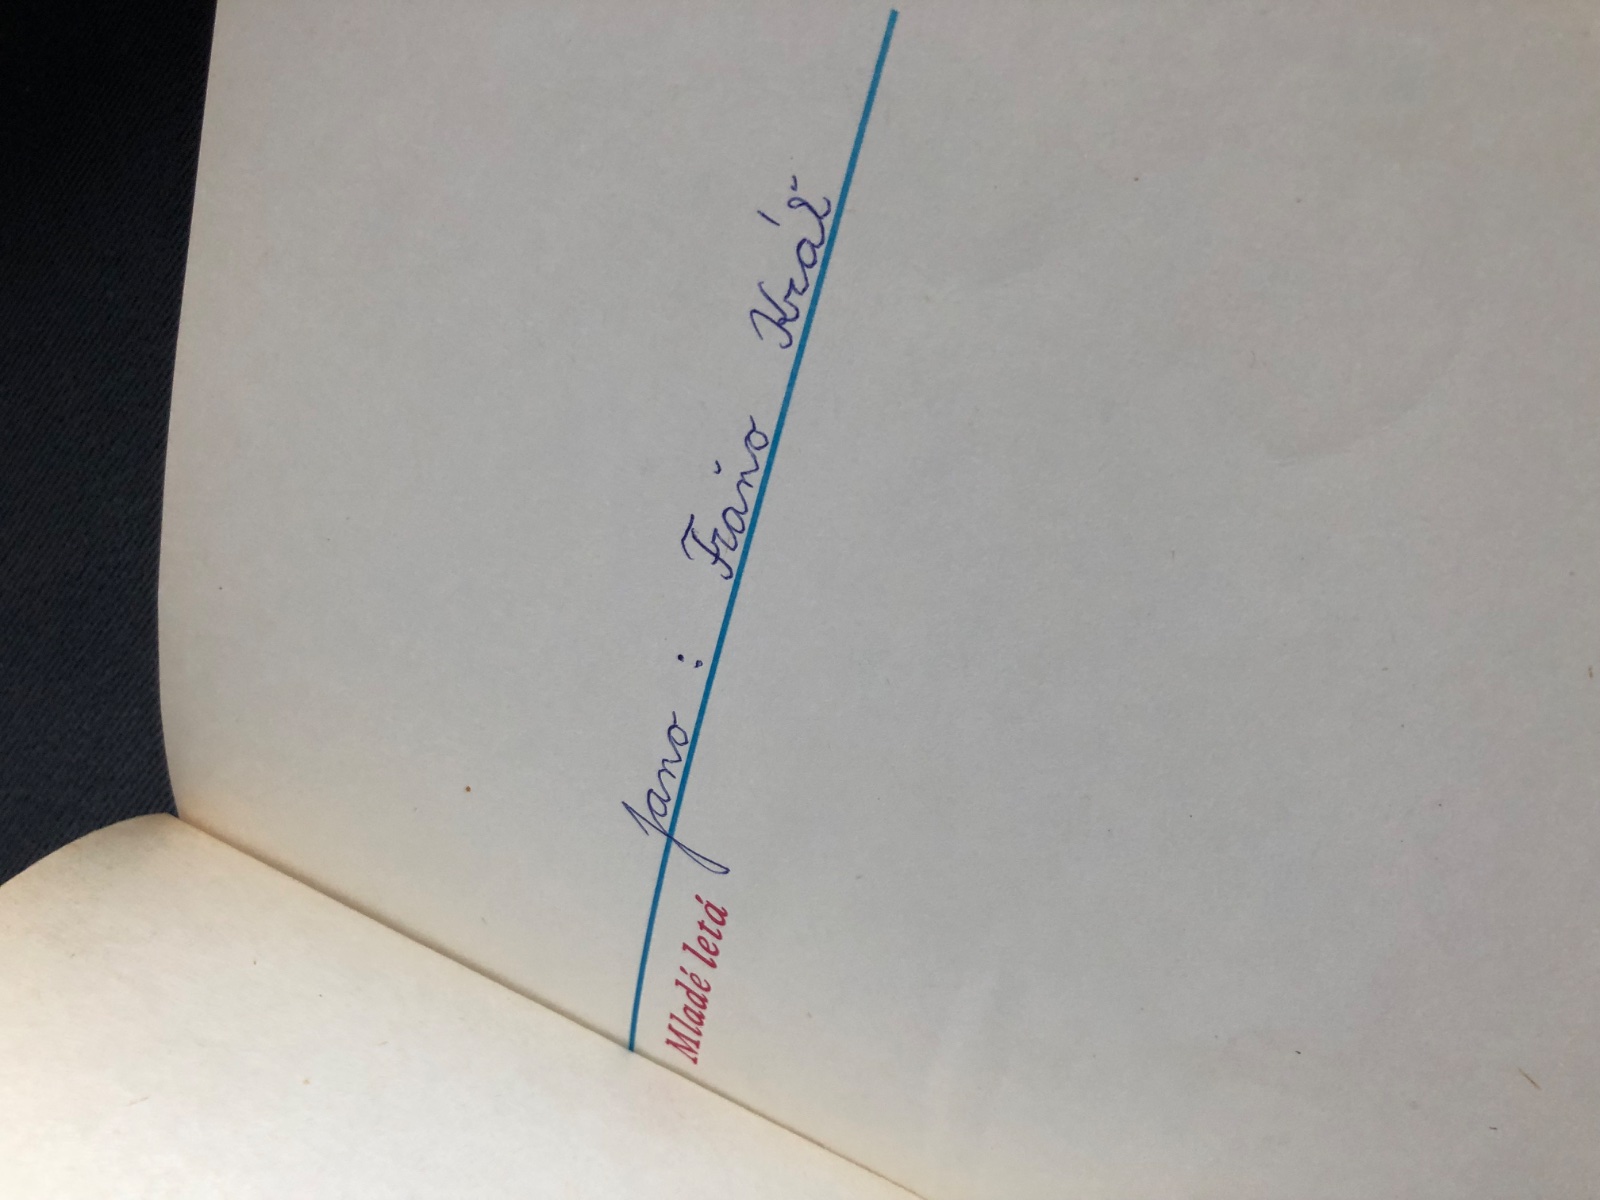 Jano : Fraňo Kráľ
Mladé letá